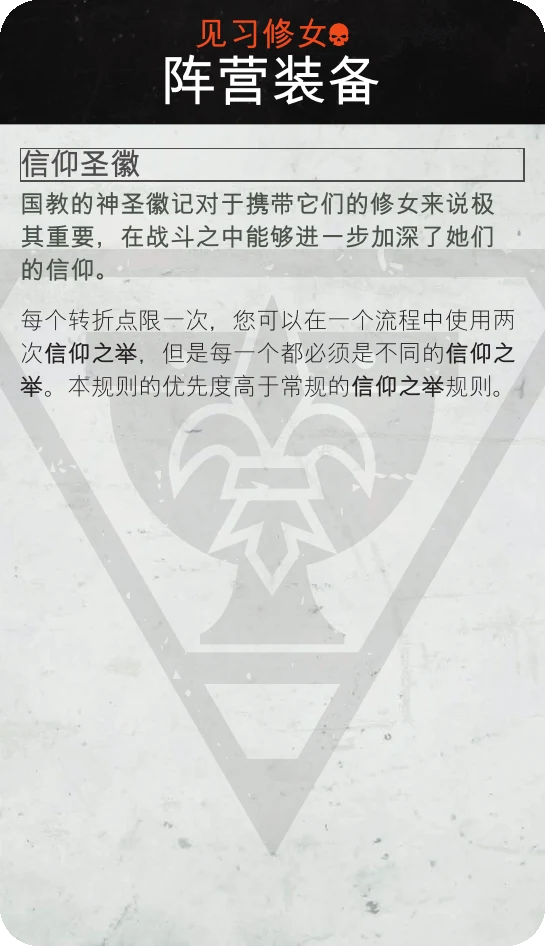 见习修女
阵营装备
信仰圣徽
国教的神圣徽记对于携带它们的修女来说极
其重要，在战斗之中能够进一步加深了她们
的信仰。
每个转折点限一次，您可以在一个流程中使用两
次信仰之举，但是每一个都必须是不同的信仰之
举。本规则的优先度高于常规的信仰之举规则。